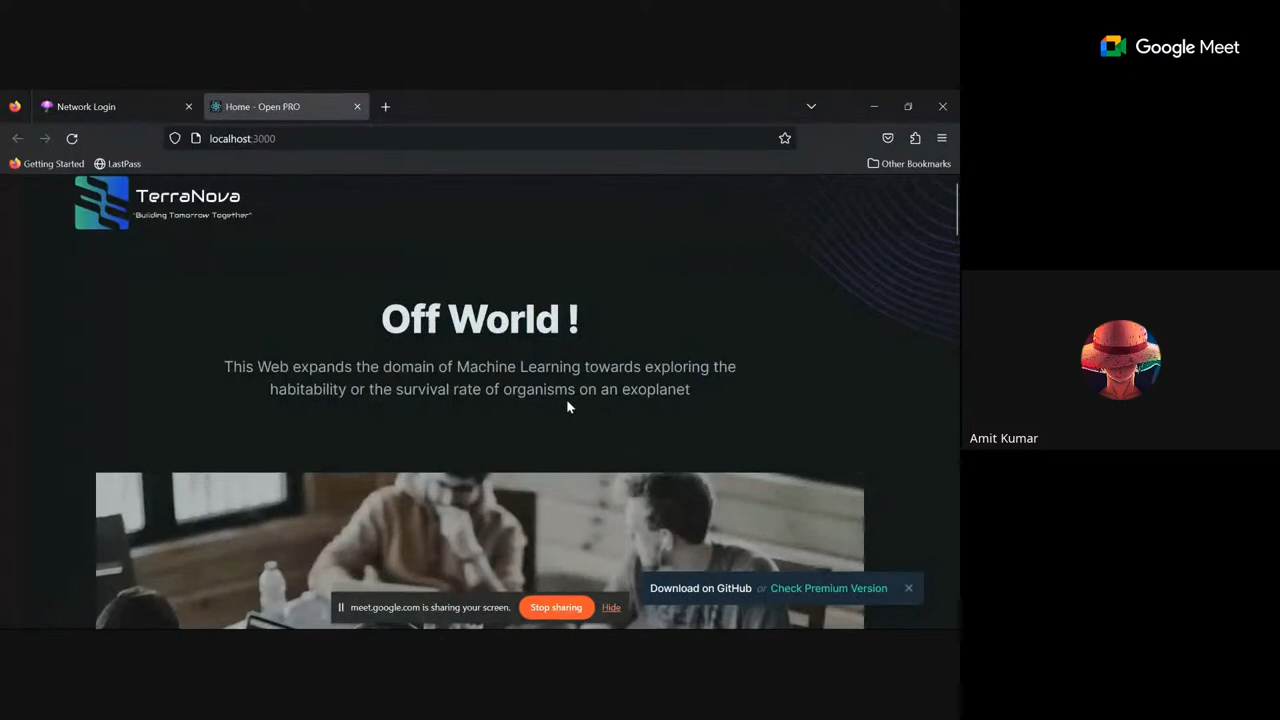 Google Meet
Network Login
Home - Open PRO
localhost:3000
Getting Started
LastPass
Other Bookmarks
TerraNova
"Building Tomorrow Together"
Off World !
This Web expands the domain of Machine Learning towards exploring the
habitability or the survival rate of organisms on an exoplanet
Amit Kumar
Download on GitHub or Check Premium Version
meet.google.com is sharing your screen.
Stop sharing
Hide